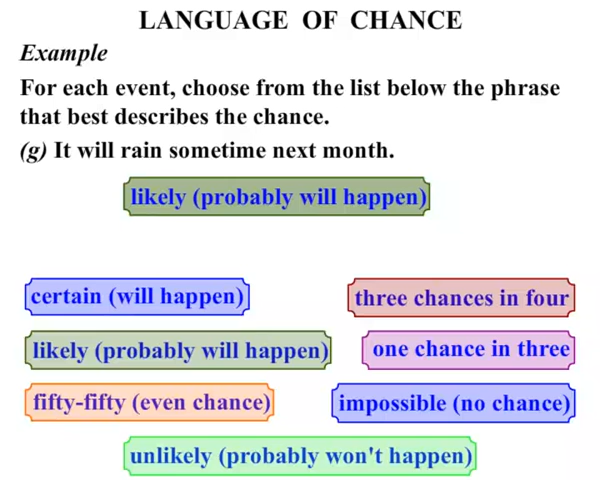 LANGUAGE OF CHANCE
Example
For each event, choose from the list below the phrase
that best describes the chance.
(g) It will rain sometime next month.
likely (probably will happen)
certain (will happen)
three chances in four
likely (probably will happen)
one chance in three
fifty-fifty (even chance)
impossible (no chance)
unlikely (probably won't happen)